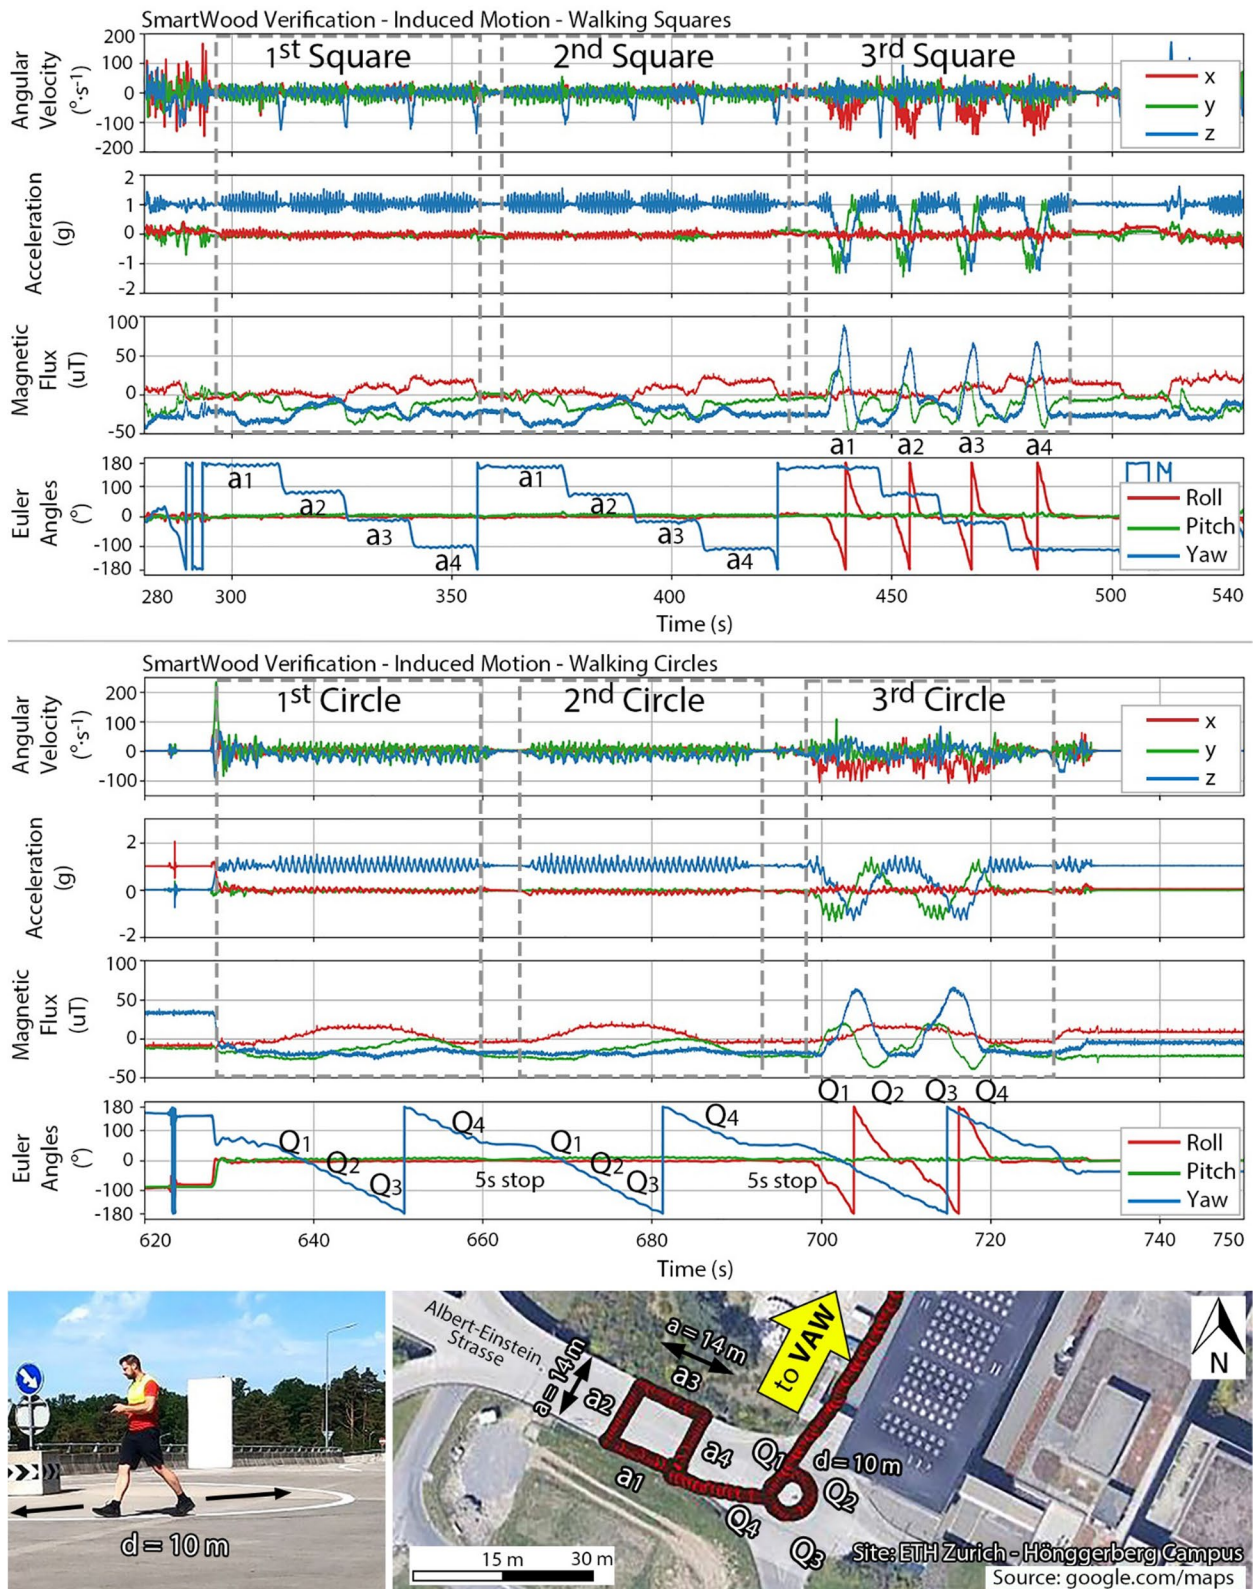 SmartWood Verification - Induced Motion - Walking Squares
1st Square
2nd Square
3rd Square
Angular
Velocity
(°·s-1)
200
100
0
-100
-200
x
y
z
Acceleration
(g)
2
1
0
-1
-2
Magnetic
Flux
(uT)
100
50
0
-50
a1 a2 a3 a4
Euler
Angles
(°)
180
100
0
-100
-180
a1
a2
a3
a4
a1
a2
a3
a4
Roll
Pitch
Yaw
280 300 350 400 450 500 540
Time (s)
SmartWood Verification - Induced Motion - Walking Circles
1st Circle
2nd Circle
3rd Circle
Angular
Velocity
(°·s-1)
200
100
0
-100
x
y
z
Acceleration
(g)
2
0
-2
Magnetic
Flux
(uT)
100
50
0
-50
Q1 Q2 Q3 Q4
Euler
Angles
(°)
180
100
0
-100
-180
Q1
Q2
Q3
Q4
5s stop
Q1
Q2
Q3
Q4
5s stop
Roll
Pitch
Yaw
620 640 660 680 700 720 740 750
Time (s)
d = 10 m
Albert-Einstein
Strasse
a = 14 m
a = 14 m
a2
a3
a1
a4
to VAW
N
Q1
d = 10 m
Q2
Q4
Q3
15 m 30 m
Site: ETH Zurich - Hönggerberg Campus
Source: google.com/maps